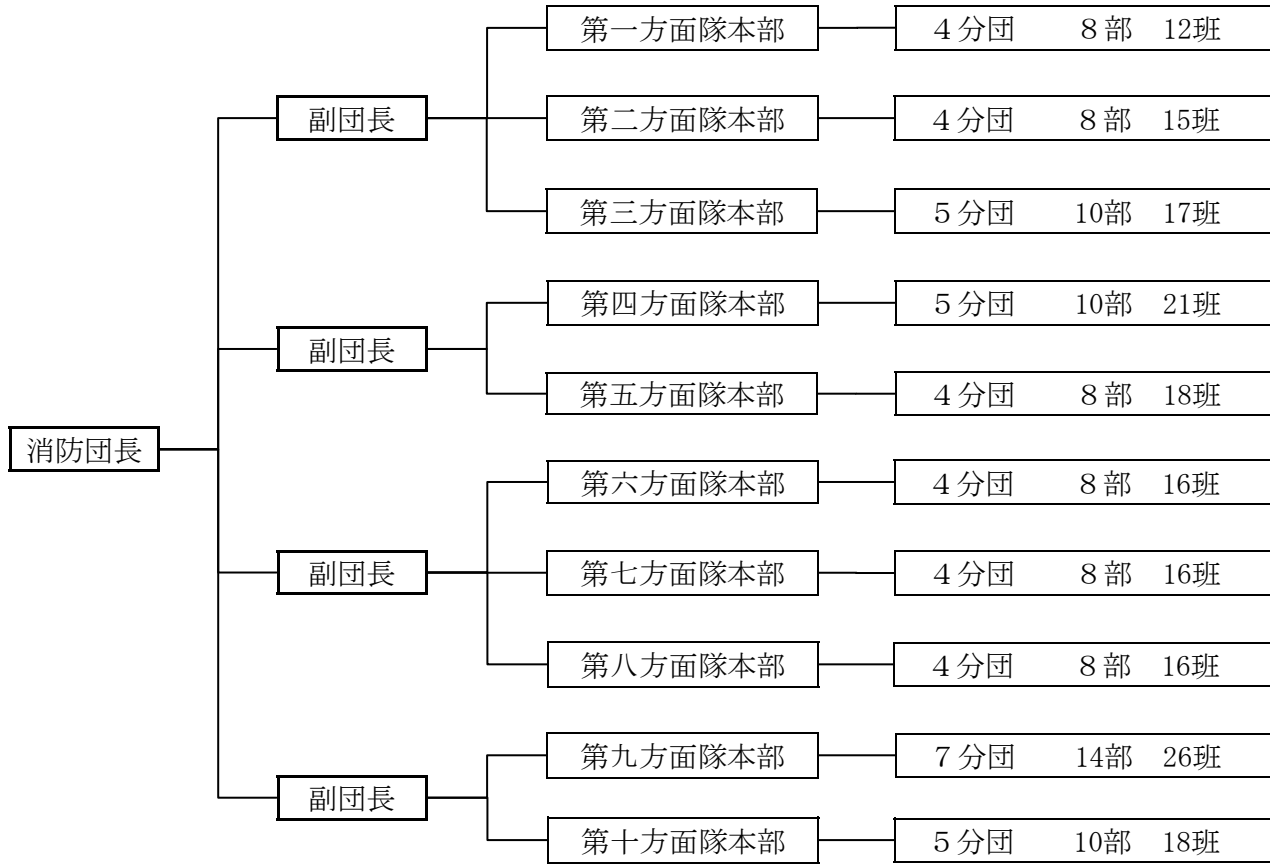 第一方面隊本部 4分団 8部 12班
副団長
第二方面隊本部 4分団 8部 15班
第三方面隊本部 5分団 10部 17班
第四方面隊本部 5分団 10部 21班
副団長
第五方面隊本部 4分団 8部 18班
消防団長
第六方面隊本部 4分団 8部 16班
副団長
第七方面隊本部 4分団 8部 16班
第八方面隊本部 4分団 8部 16班
第九方面隊本部 7分団 14部 26班
副団長
第十方面隊本部 5分団 10部 18班